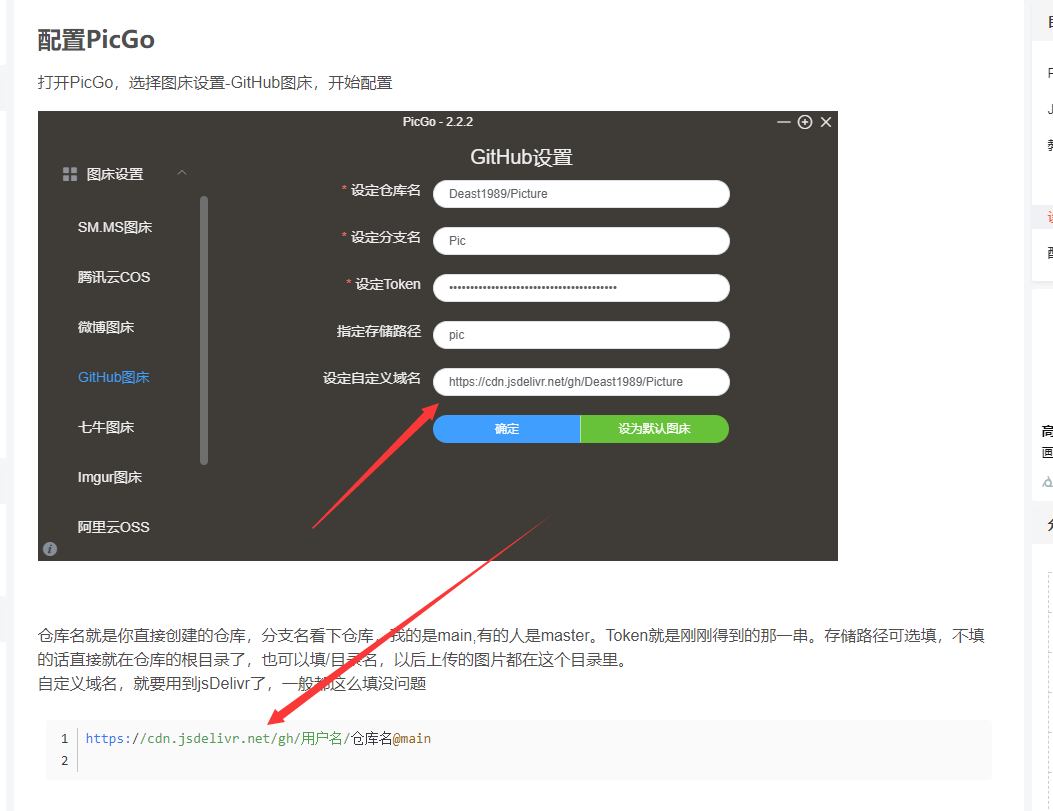 配置PicGo
打开PicGo，选择图床设置-GitHub图床，开始配置
PicGo - 2.2.2
图床设置
SM.MS图床
腾讯云COS
微博图床
GitHub图床
七牛图床
Imgur图床
阿里云OSS
GitHub设置
* 设定仓库名
Deast1989/Picture
* 设定分支名
Pic
* 设定Token
••••••••••••••••••••••••••••••••••••••••
指定存储路径
pic
设定自定义域名
https://cdn.jsdelivr.net/gh/Deast1989/Picture
确定
设为默认图床
仓库名就是你直接创建的仓库，分支名看下仓库，我的是main,有的人是master。Token就是刚刚得到的那一串。存储路径可选填，不填
的话直接就在仓库的根目录了，也可以填/目录名，以后上传的图片都在这个目录里。
自定义域名，就要用到jsDelivr了，一般都这么填没问题
1 https://cdn.jsdelivr.net/gh/用户名/仓库名@main
2
高
画